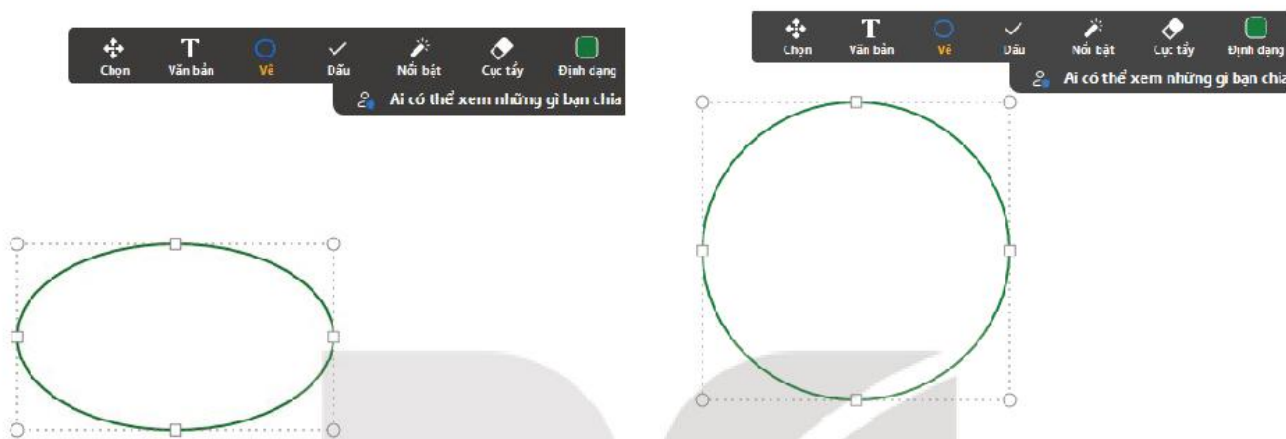 Chọn Văn bản Vẽ Dấu Nổi bật Cục tẩy Định dạng
Ai có thể xem những gì bạn chia
Chọn Văn bản Vẽ Dấu Nổi bật Cục tẩy Định dạng
Ai có thể xem những gì bạn chia